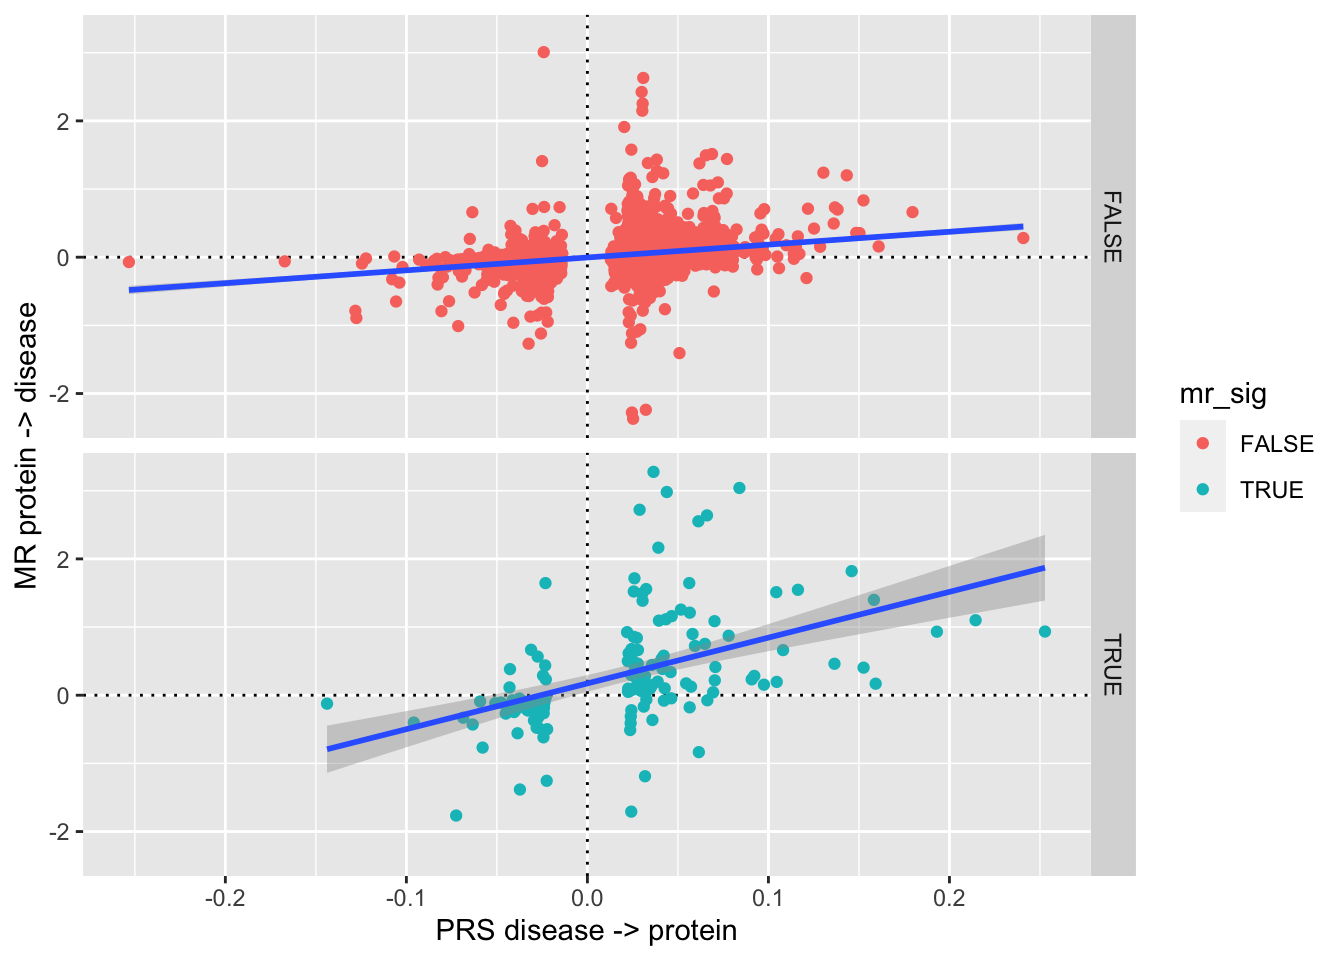 2
0
-2
FALSE
2
0
-2
TRUE
-0.2
-0.1
0.0
0.1
0.2
PRS disease -> protein
MR protein -> disease
mr_sig
FALSE
TRUE